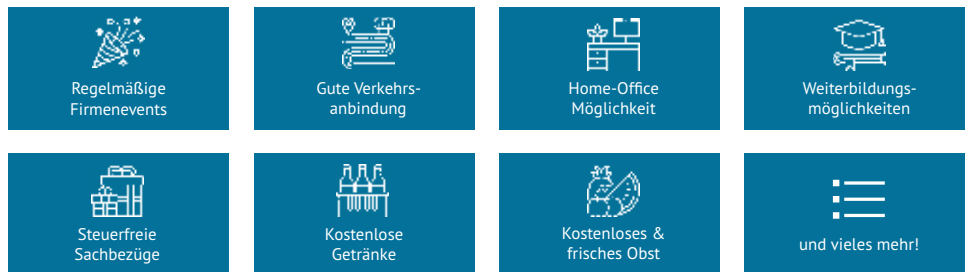 Regelmäßige
Firmenevents
Gute Verkehrs-
anbindung
Home-Office
Möglichkeit
Weiterbildungs-
möglichkeiten
Steuerfreie
Sachbezüge
Kostenlose
Getränke
Kostenloses &
frisches Obst
und vieles mehr!